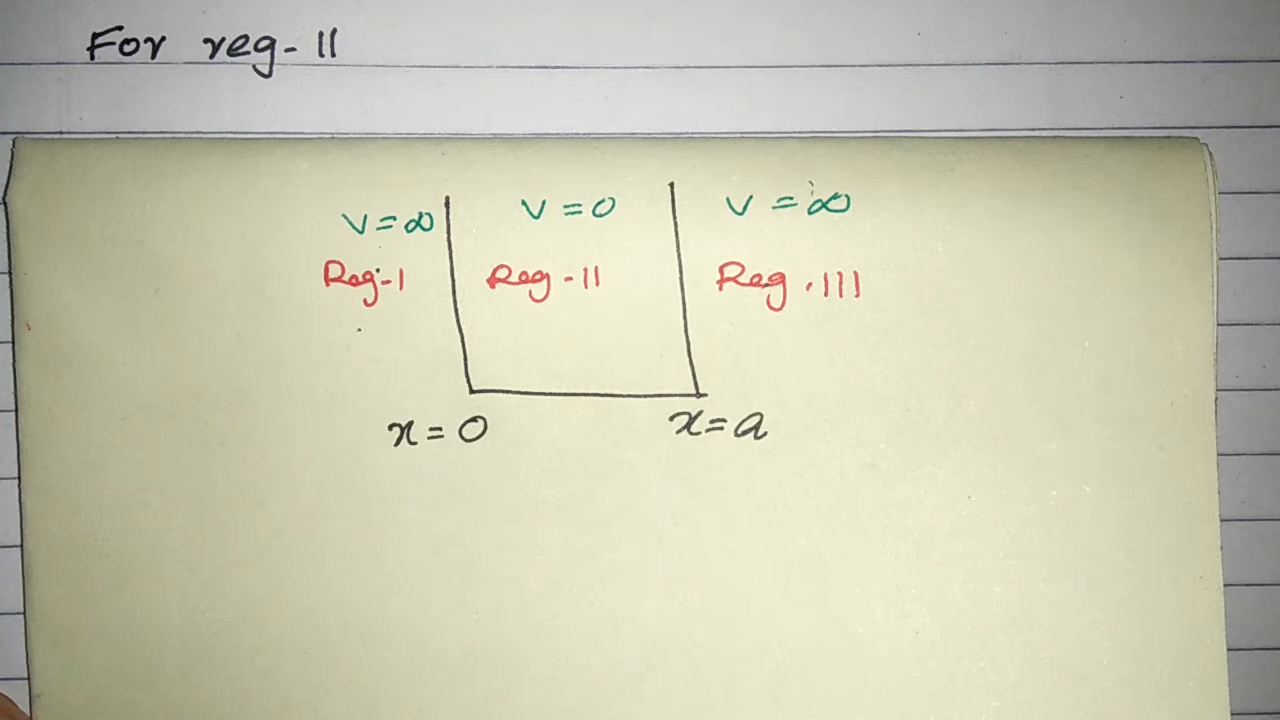 For reg-II
V=∞ V=0 V=∞
Reg-I Reg-II Reg.III
x=0 x=a